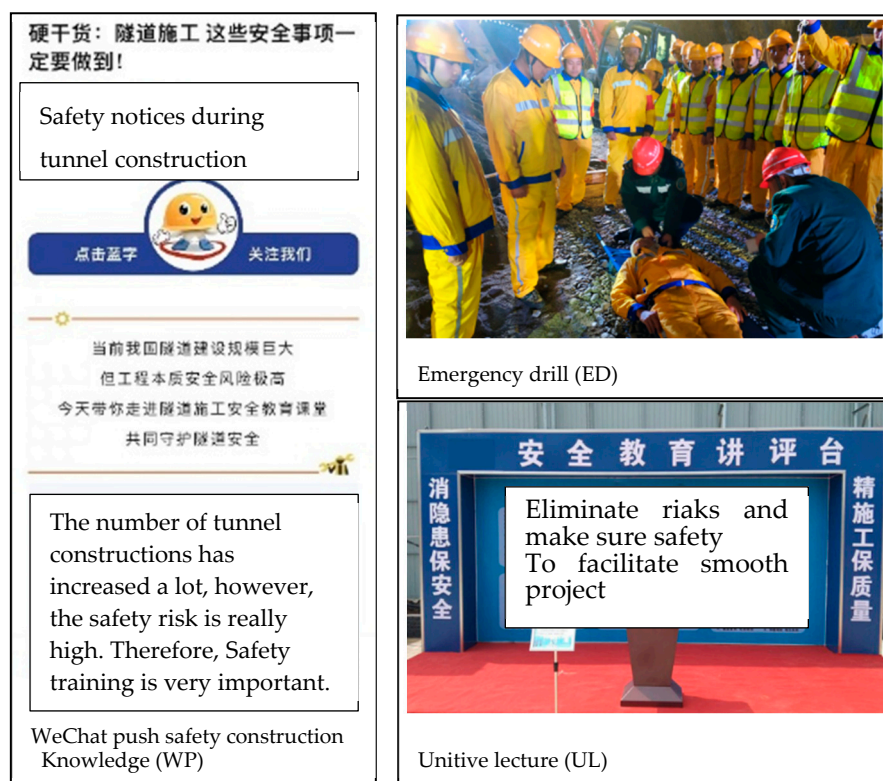 硬干货：隧道施工 这些安全事项一
定要做到！
Safety notices during
tunnel construction
点击蓝字
关注我们
当前我国隧道建设规模巨大
但工程本质安全风险极高
今天带你走进隧道施工安全教育课堂
共同守护隧道安全
The number of tunnel
constructions has
increased a lot, however,
the safety risk is really
high. Therefore, Safety
training is very important.
WeChat push safety construction
Knowledge (WP)
Emergency drill (ED)
安全教育讲评台
消隐患保安全
Eliminate riaks and
make sure safety
To facilitate smooth
project
精施工保质量
Unitive lecture (UL)